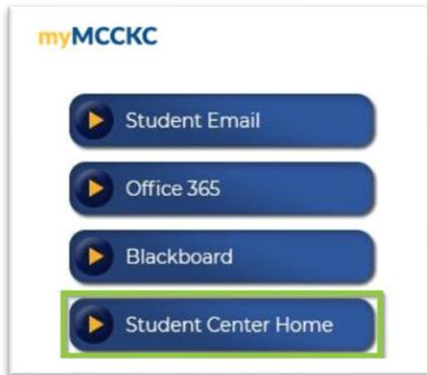 myMCCKC
Student Email
Office 365
Blackboard
Student Center Home